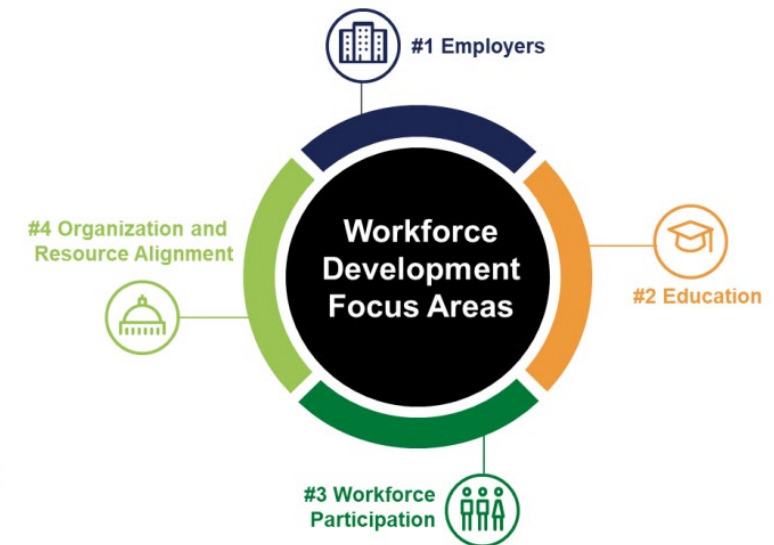 #1 Employers
Workforce
Development
Focus Areas
#2 Education
#3 Workforce
Participation
#4 Organization and
Resource Alignment